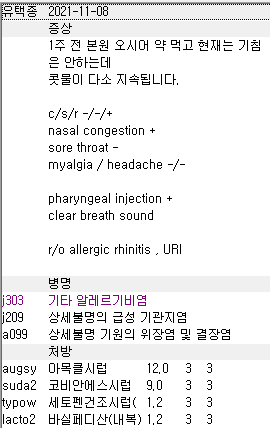 유택종 2021-11-08
증상
1주 전 본원 오시어 약 먹고 현재는 기침
은 안하는데
콧물이 다소 지속됩니다.
c/s/r -/-/+
nasal congestion +
sore throat -
myalgia / headache -/-
pharyngeal injection +
clear breath sound
r/o allergic rhinitis , URI
병명
j303 기타 알레르기비염
j209 상세불명의 급성 기관지염
a099 상세불명 기원의 위장염 및 결장염
처방
augsy 아목클시럽 12,0 3 3
suda2 코비안에스시럽 9,0 3 3
typow 세토펜건조시럽( 1,2 3 3
lacto2 바실페디산(내복) 1,2 3 3